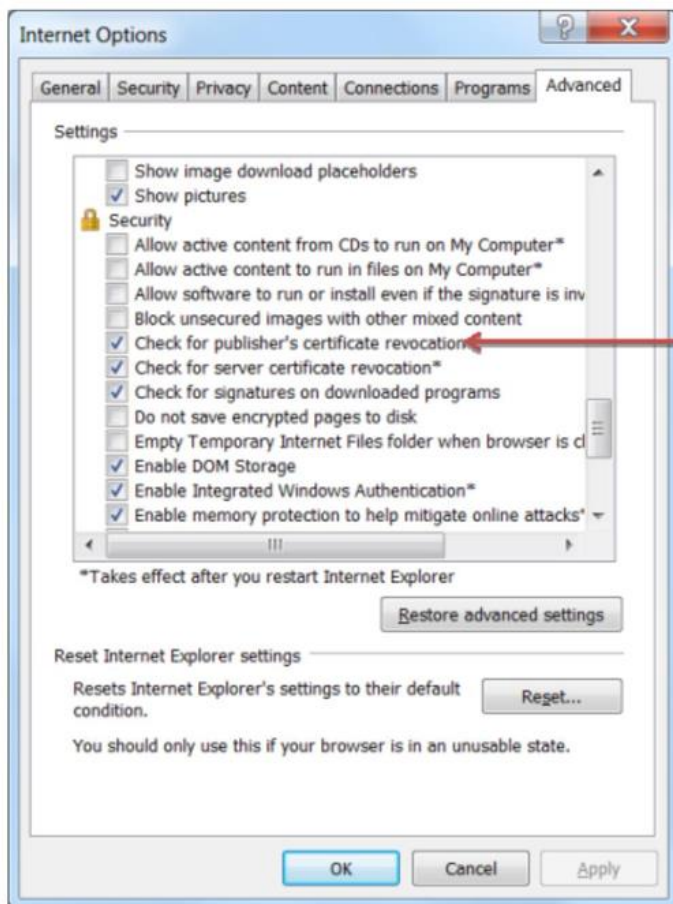 Internet Options
General Security Privacy Content Connections Programs Advanced
Settings
Show image download placeholders
Show pictures
Security
Allow active content from CDs to run on My Computer*
Allow active content to run in files on My Computer*
Allow software to run or install even if the signature is inv
Block unsecured images with other mixed content
Check for publisher's certificate revocation
Check for server certificate revocation*
Check for signatures on downloaded programs
Do not save encrypted pages to disk
Empty Temporary Internet Files folder when browser is cl
Enable DOM Storage
Enable Integrated Windows Authentication*
Enable memory protection to help mitigate online attacks*
*Takes effect after you restart Internet Explorer
Restore advanced settings
Reset Internet Explorer settings
Resets Internet Explorer's settings to their default
condition.
Reset...
You should only use this if your browser is in an unusable state.
OK Cancel Apply